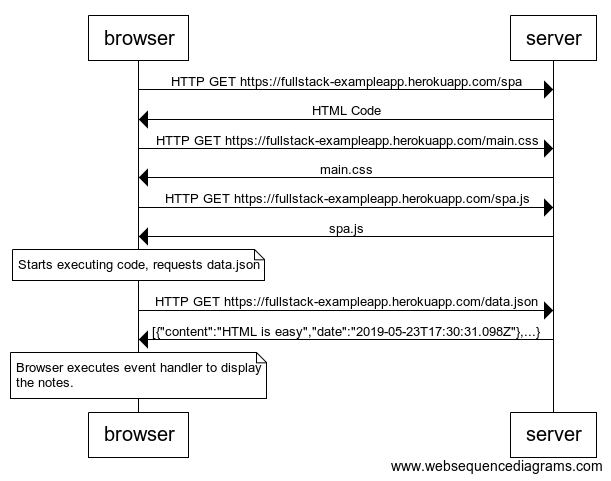 browser
server
HTTP GET https://fullstack-exampleapp.herokuapp.com/spa
HTML Code
HTTP GET https://fullstack-exampleapp.herokuapp.com/main.css
main.css
HTTP GET https://fullstack-exampleapp.herokuapp.com/spa.js
spa.js
Starts executing code, requests data.json
HTTP GET https://fullstack-exampleapp.herokuapp.com/data.json
[{"content":"HTML is easy","date":"2019-05-23T17:30:31.098Z"},...}
Browser executes event handler to display
the notes.
browser
server
www.websequencediagrams.com